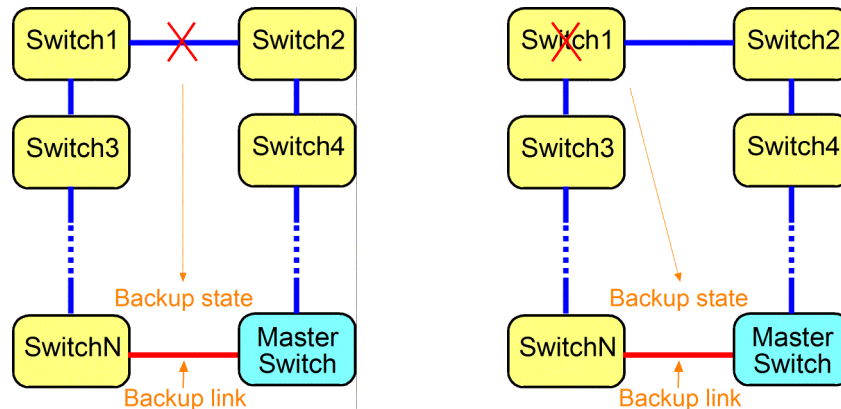 Switch1
Switch2
Switch3
Switch4
Backup state
SwitchN
Master
Switch
Backup link
Switch1
Switch2
Switch3
Switch4
Backup state
SwitchN
Master
Switch
Backup link